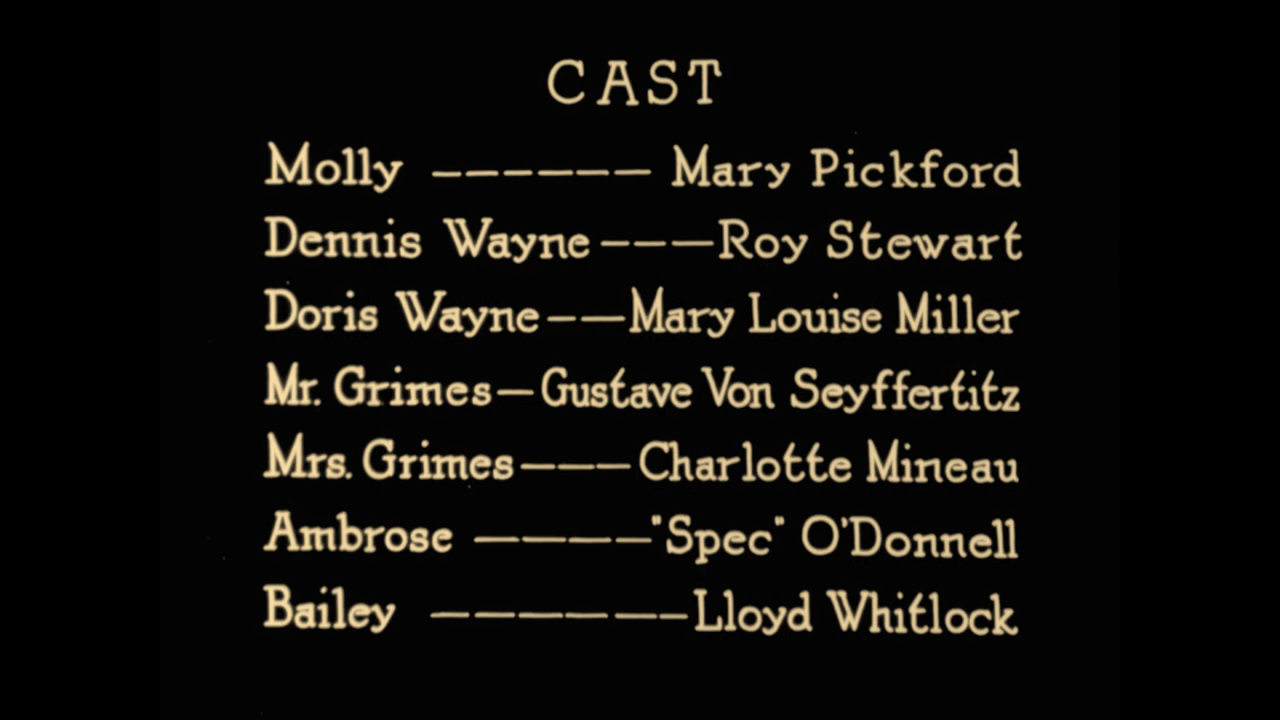 CAST
Molly ------ Mary Pickford
Dennis Wayne---Roy Stewart
Doris Wayne--Mary Louise Miller
Mr. Grimes-Gustave Von Seyffertitz
Mrs. Grimes---Charlotte Mineau
Ambrose -----"Spec" O'Donnell
Bailey ------Lloyd Whitlock